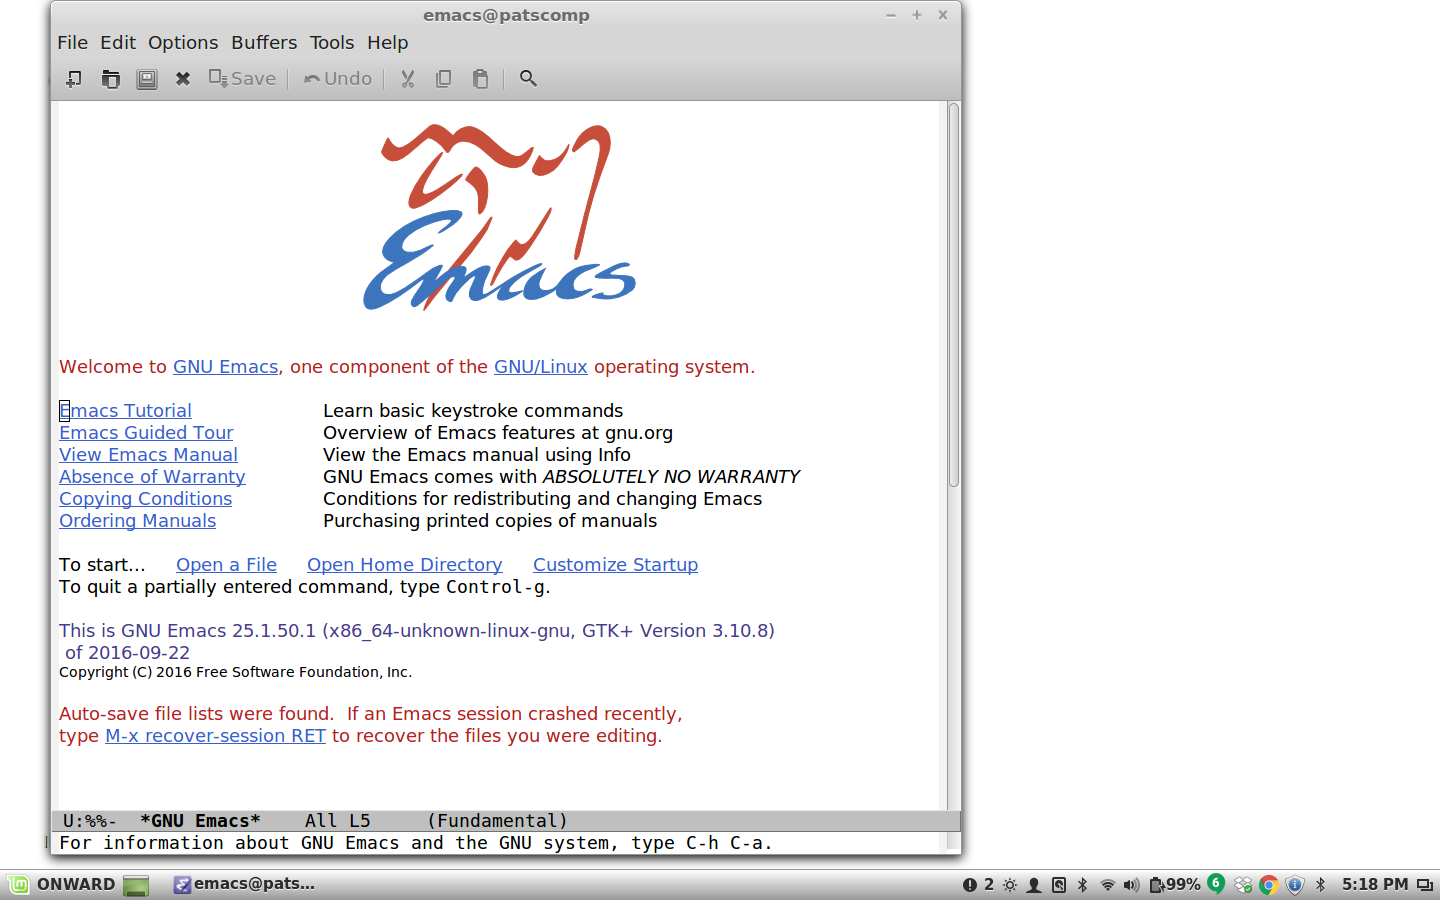 emacs@patscomp
File Edit Options Buffers Tools Help
Save Undo
Emacs
Welcome to GNU Emacs, one component of the GNU/Linux operating system.
Emacs Tutorial Learn basic keystroke commands
Emacs Guided Tour Overview of Emacs features at gnu.org
View Emacs Manual View the Emacs manual using Info
Absence of Warranty GNU Emacs comes with ABSOLUTELY NO WARRANTY
Copying Conditions Conditions for redistributing and changing Emacs
Ordering Manuals Purchasing printed copies of manuals
To start... Open a File Open Home Directory Customize Startup
To quit a partially entered command, type Control-g.
This is GNU Emacs 25.1.50.1 (x86_64-unknown-linux-gnu, GTK+ Version 3.10.8)
of 2016-09-22
Copyright (C) 2016 Free Software Foundation, Inc.
Auto-save file lists were found. If an Emacs session crashed recently,
type M-x recover-session RET to recover the files you were editing.
U:%%- *GNU Emacs* All L5 (Fundamental)
For information about GNU Emacs and the GNU system, type C-h C-a.
ONWARD emacs@pats... 2 99% 6 5:18 PM